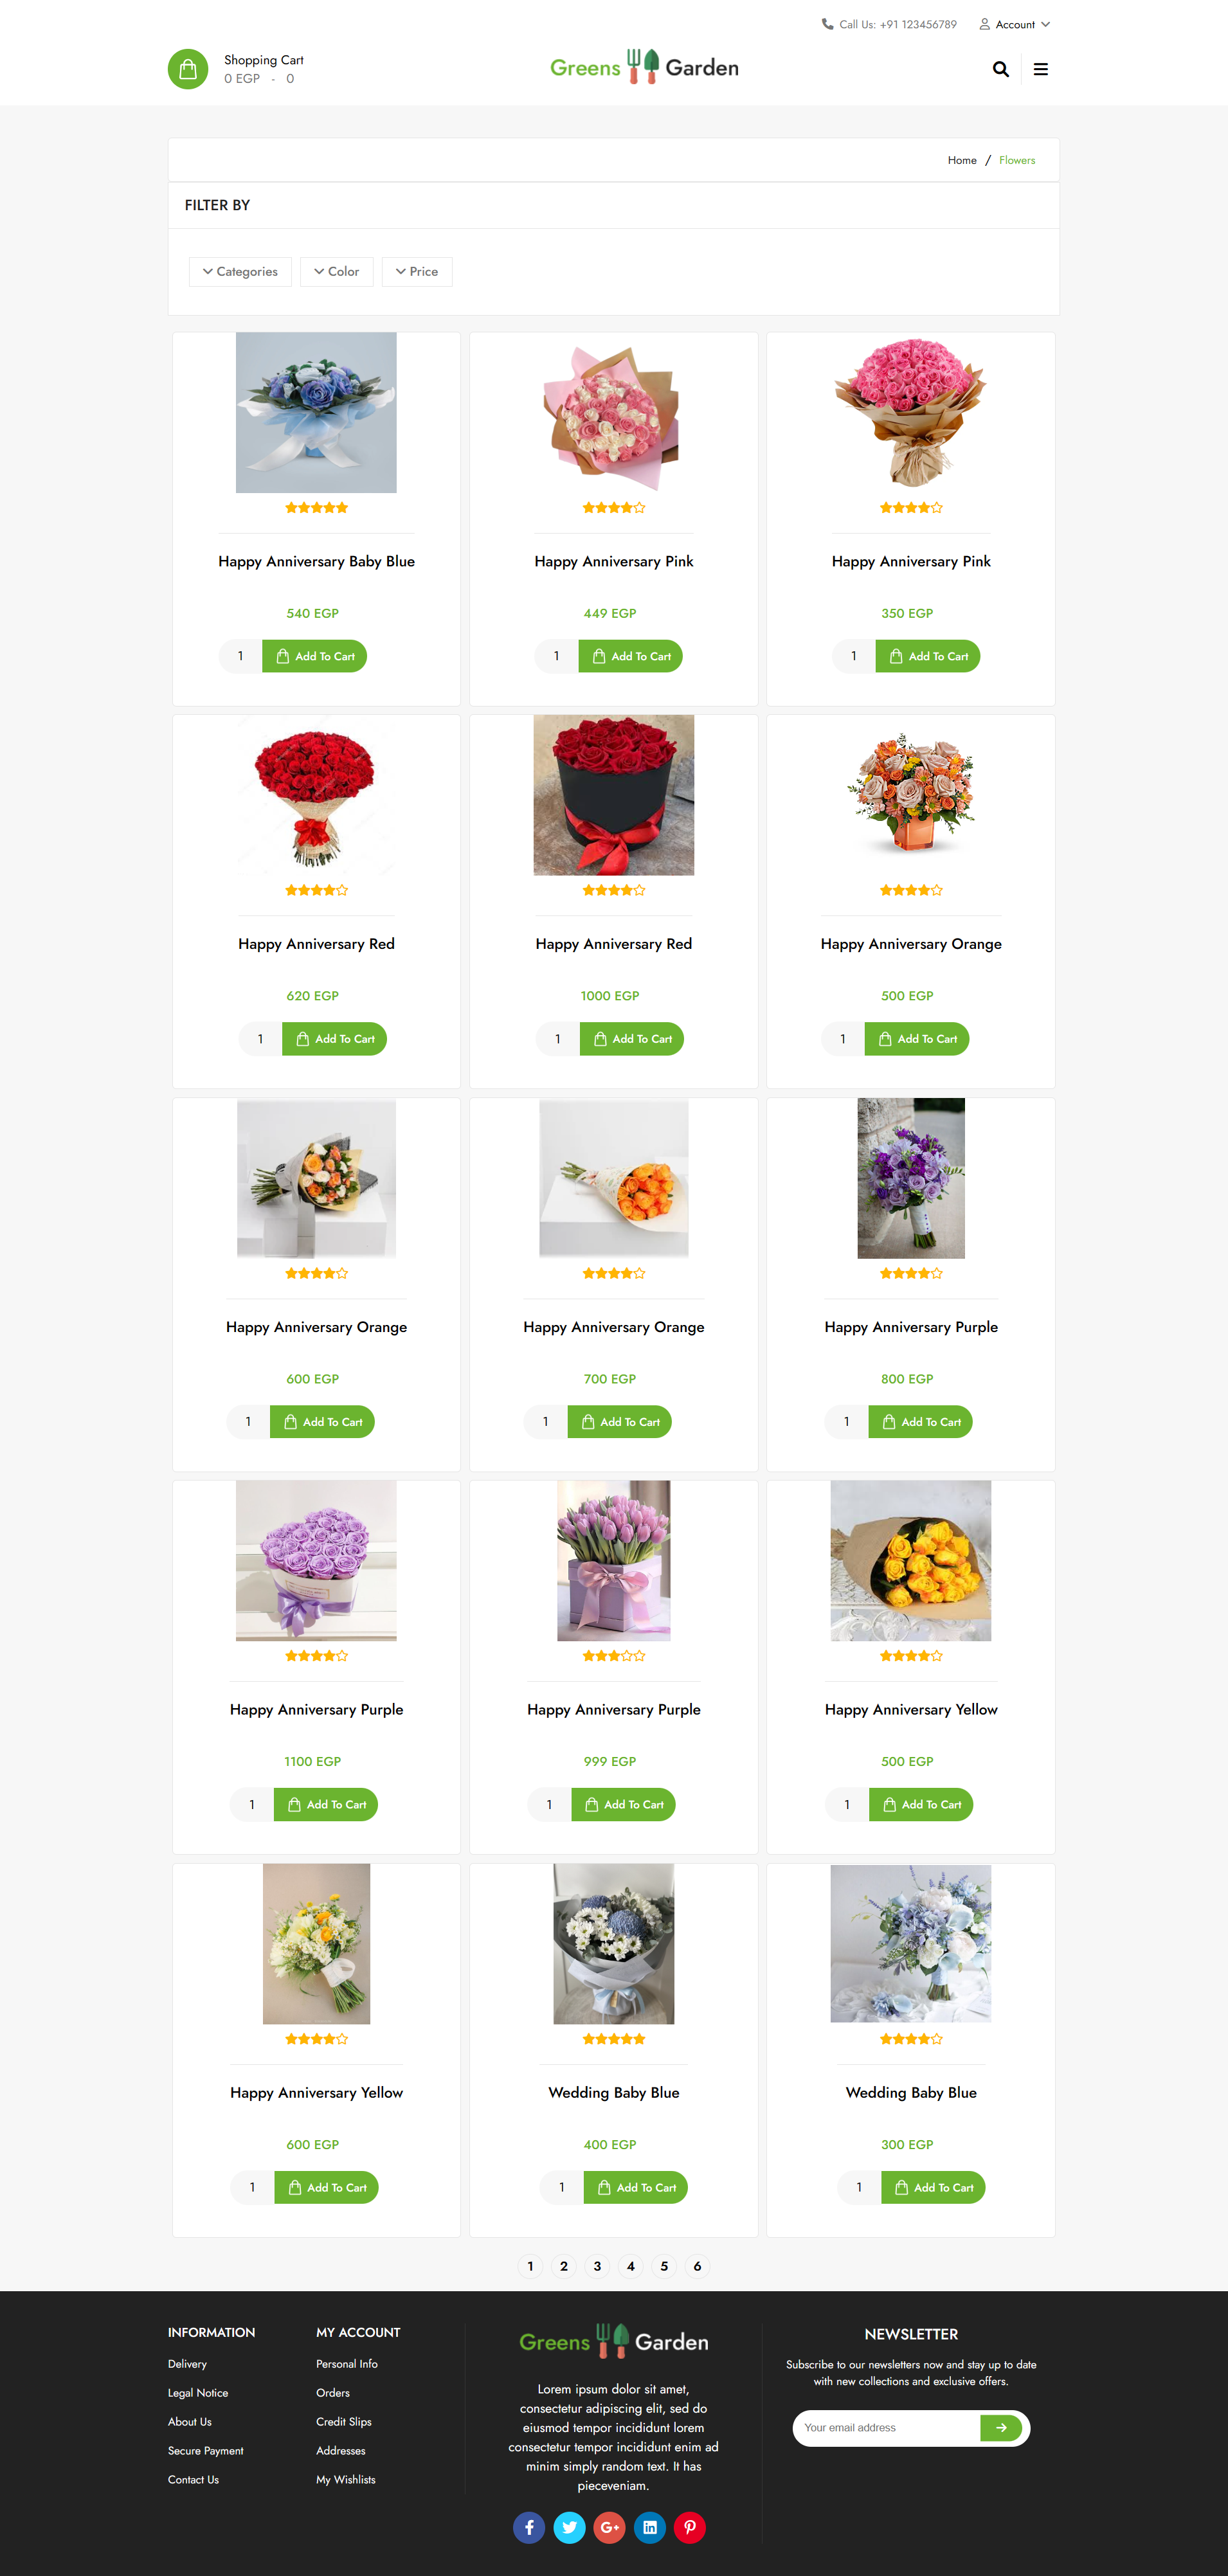 Call Us: +91 123456789
Account
Shopping Cart
0 EGP - 0
Greens Garden
Home / Flowers
FILTER BY
Categories
Color
Price
Happy Anniversary Baby Blue
540 EGP
1
Add To Cart
Happy Anniversary Pink
449 EGP
1
Add To Cart
Happy Anniversary Pink
350 EGP
1
Add To Cart
Happy Anniversary Red
620 EGP
1
Add To Cart
Happy Anniversary Red
1000 EGP
1
Add To Cart
Happy Anniversary Orange
500 EGP
1
Add To Cart
Happy Anniversary Orange
600 EGP
1
Add To Cart
Happy Anniversary Orange
700 EGP
1
Add To Cart
Happy Anniversary Purple
800 EGP
1
Add To Cart
Happy Anniversary Purple
1100 EGP
1
Add To Cart
Happy Anniversary Purple
999 EGP
1
Add To Cart
Happy Anniversary Yellow
500 EGP
1
Add To Cart
Happy Anniversary Yellow
600 EGP
1
Add To Cart
Wedding Baby Blue
400 EGP
1
Add To Cart
Wedding Baby Blue
300 EGP
1
Add To Cart
1 2 3 4 5 6
INFORMATION
Delivery
Legal Notice
About Us
Secure Payment
Contact Us
MY ACCOUNT
Personal Info
Orders
Credit Slips
Addresses
My Wishlists
Greens Garden
Lorem ipsum dolor sit amet,
consectetur adipiscing elit, sed do
eiusmod tempor incididunt lorem
consectetur tempor incididunt enim ad
minim simply random text. It has
pieceveniam.
NEWSLETTER
Subscribe to our newsletters now and stay up to date
with new collections and exclusive offers.
Your email address